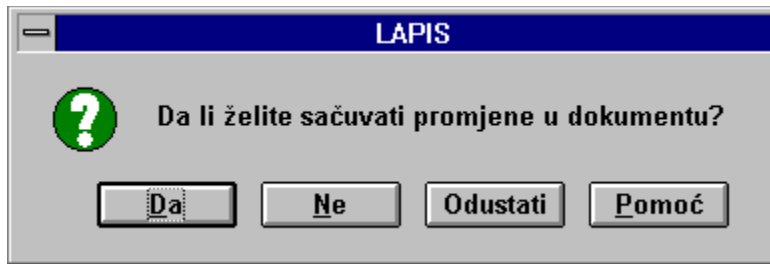 LAPIS
Da li želite sačuvati promjene u dokumentu?
Da Ne Odustati Pomoć